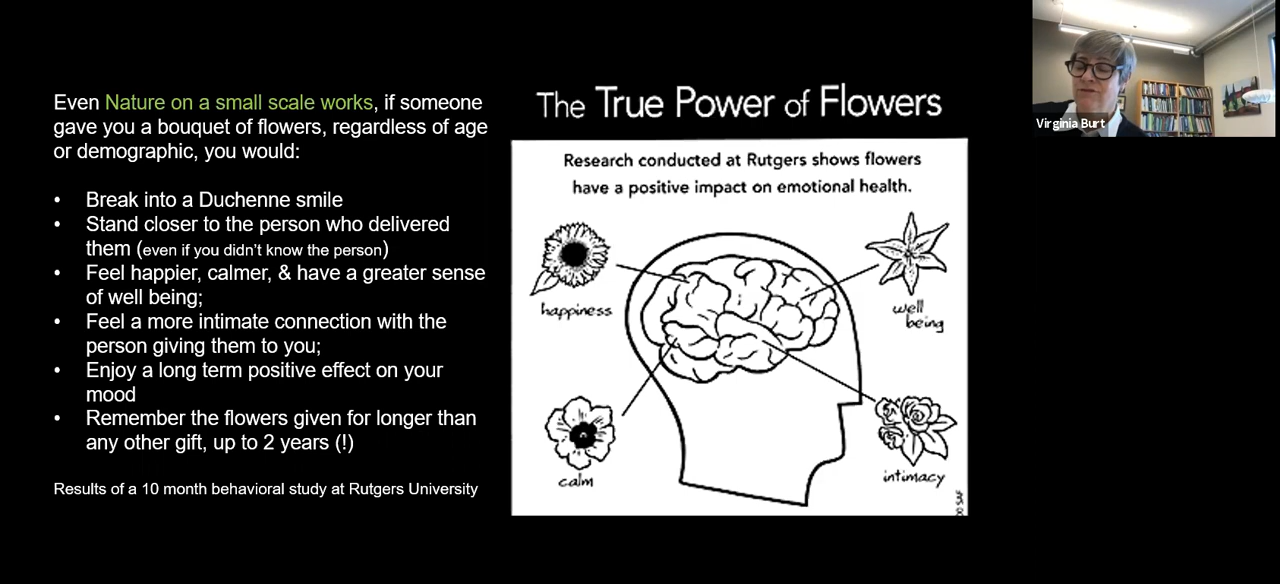 Even Nature on a small scale works, if someone
gave you a bouquet of flowers, regardless of age
or demographic, you would:
• Break into a Duchenne smile
• Stand closer to the person who delivered
them (even if you didn't know the person)
• Feel happier, calmer, & have a greater sense
of well being;
• Feel a more intimate connection with the
person giving them to you;
• Enjoy a long term positive effect on your
mood
• Remember the flowers given for longer than
any other gift, up to 2 years (!)
Results of a 10 month behavioral study at Rutgers University
The True Power of Flowers
Research conducted at Rutgers shows flowers
have a positive impact on emotional health.
happiness
well
being
calm
intimacy
SAF
Virginia Burt